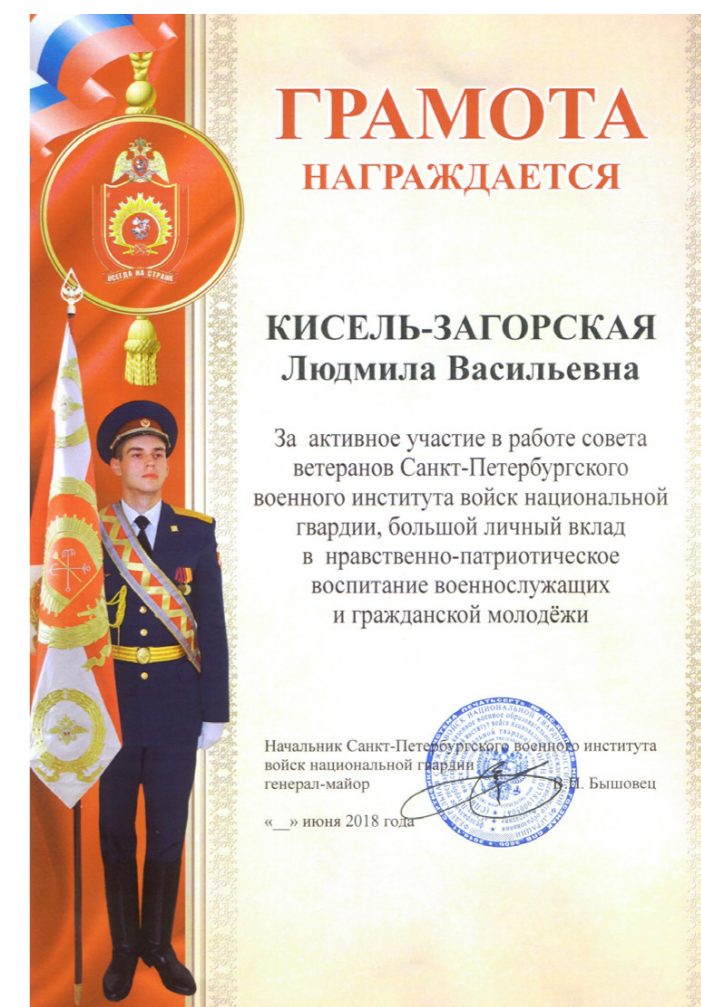 ГРАМОТА
НАГРАЖДАЕТСЯ
ВСЕГДА НА СТРАЖЕ
КИСЕЛЬ-ЗАГОРСКАЯ
Людмила Васильевна
За активное участие в работе совета
ветеранов Санкт-Петербургского
военного института войск национальной
гвардии, большой личный вклад
в нравственно-патриотическое
воспитание военнослужащих
и гражданской молодёжи
Начальник Санкт-Петербургского военного института
войск национальной гвардии
генерал-майор В.П. Бышовец
«__» июня 2018 года